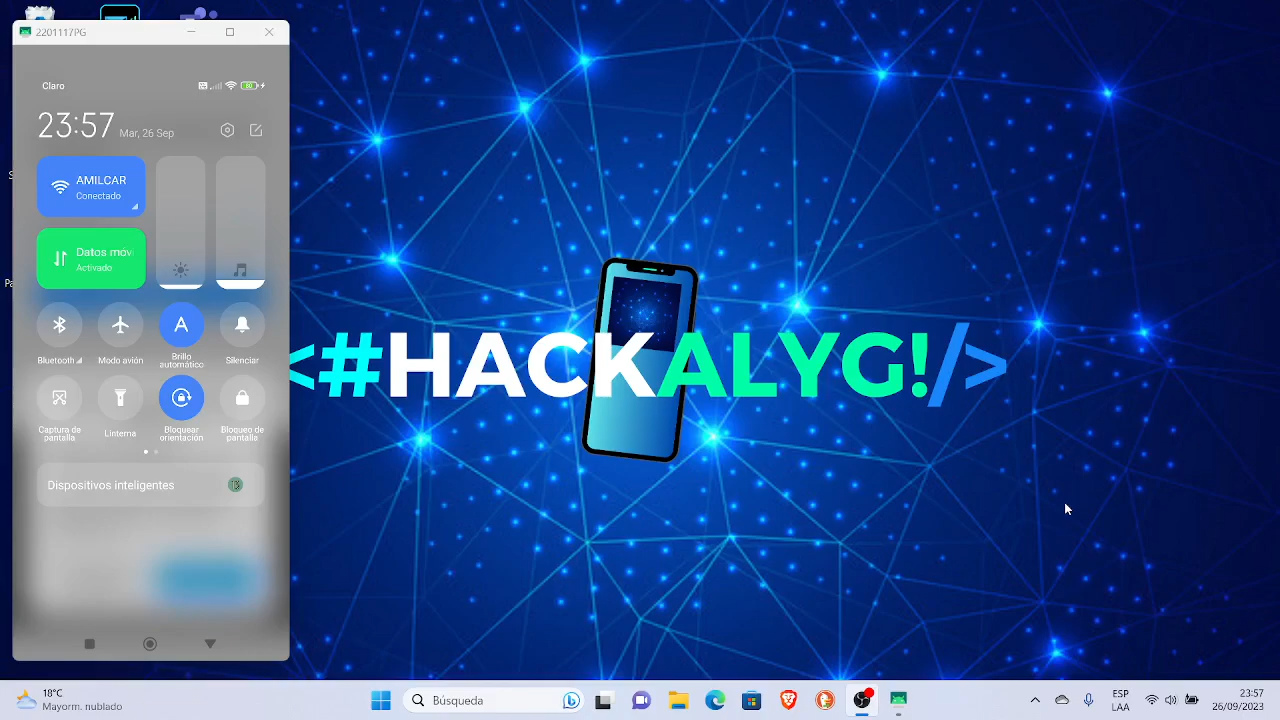 2201117PG
Claro
80
23:57 Mar, 26 Sep
AMILCAR
Conectado
Datos móv
Activado
Bluetooth
Modo avión
Brillo automático
Silenciar
Captura de pantalla
Linterna
Bloquear orientación
Bloqueo de pantalla
Dispositivos inteligentes
<#HACKALYG!/>
18°C
Mayorm. nublado
Búsqueda
ESP
LAA
23:57
26/09/2023